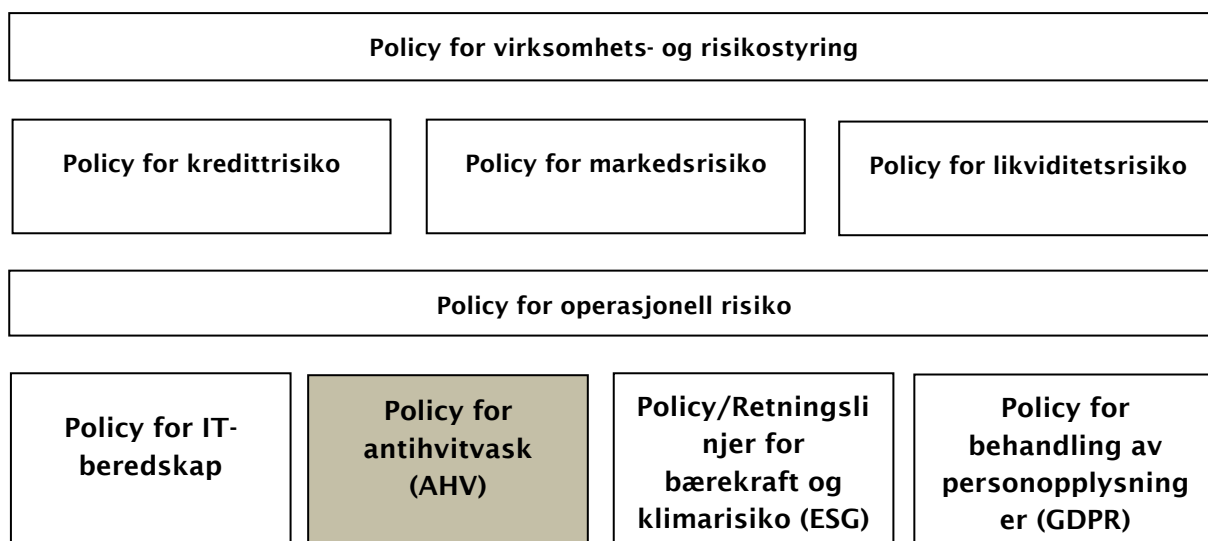 Policy for virksomhets- og risikostyring
Policy for kredittrisiko
Policy for markedsrisiko
Policy for likviditetsrisiko
Policy for operasjonell risiko
Policy for IT-
beredskap
Policy for
antihvitvask
(AHV)
Policy/Retningsli
njer for
bærekraft og
klimarisiko (ESG)
Policy for
behandling av
personopplysning
er (GDPR)